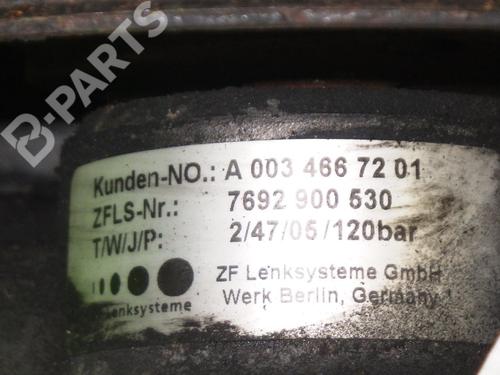 B-PARTS
Kunden-NO.: A 003 466 72 01
ZFLS-Nr.: 7692 900 530
T/W/J/P: 2/47/05/120bar
ZF Lenksysteme GmbH
Lenksysteme Werk Berlin, Germany